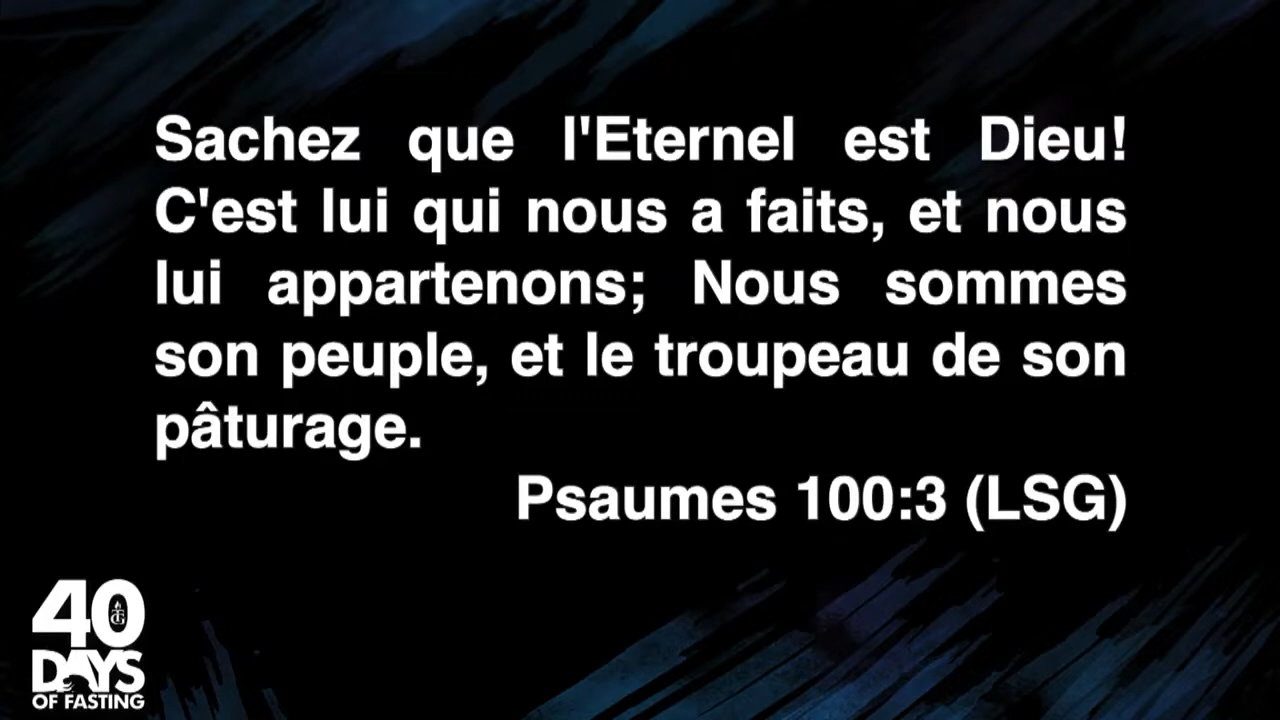 Sachez que l'Eternel est Dieu!
C'est lui qui nous a faits, et nous
lui appartenons; Nous sommes
son peuple, et le troupeau de son
pâturage.
Psaumes 100:3 (LSG)
40
DAYS
OF FASTING